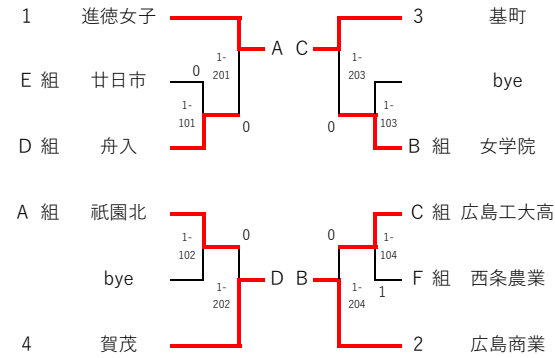 1 進徳女子
A C
3 基町
1-
201
1-
203
E 組 廿日市
0
bye
1-
101
1-
103
0
0
D 組 舟入
B 組 女学院
A 組 祇園北
C 組 広島工大高
1-
102
0
0
1-
104
bye
D B
F 組 西条農業
1-
202
1-
204
1
4 賀茂
2 広島商業